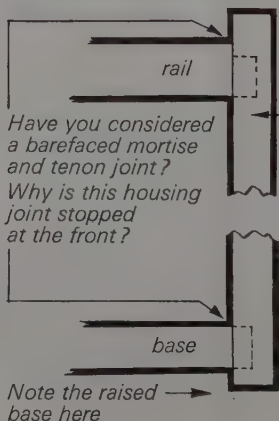 rail
Have you considered
a barefaced mortise
and tenon joint?
Why is this housing
joint stopped
at the front?
base
Note the raised
base here